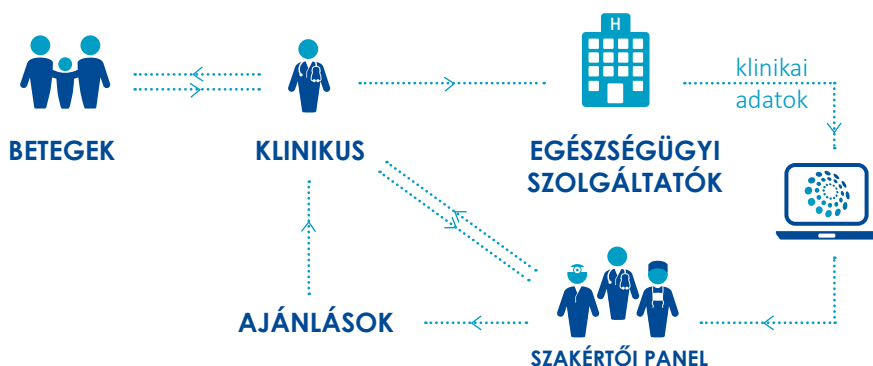 H
klinikai
adatok
BETEGEK
KLINIKUS
EGÉSZSÉGÜGYI
SZOLGÁLTATÓK
AJÁNLÁSOK
SZAKÉRTŐI PANEL